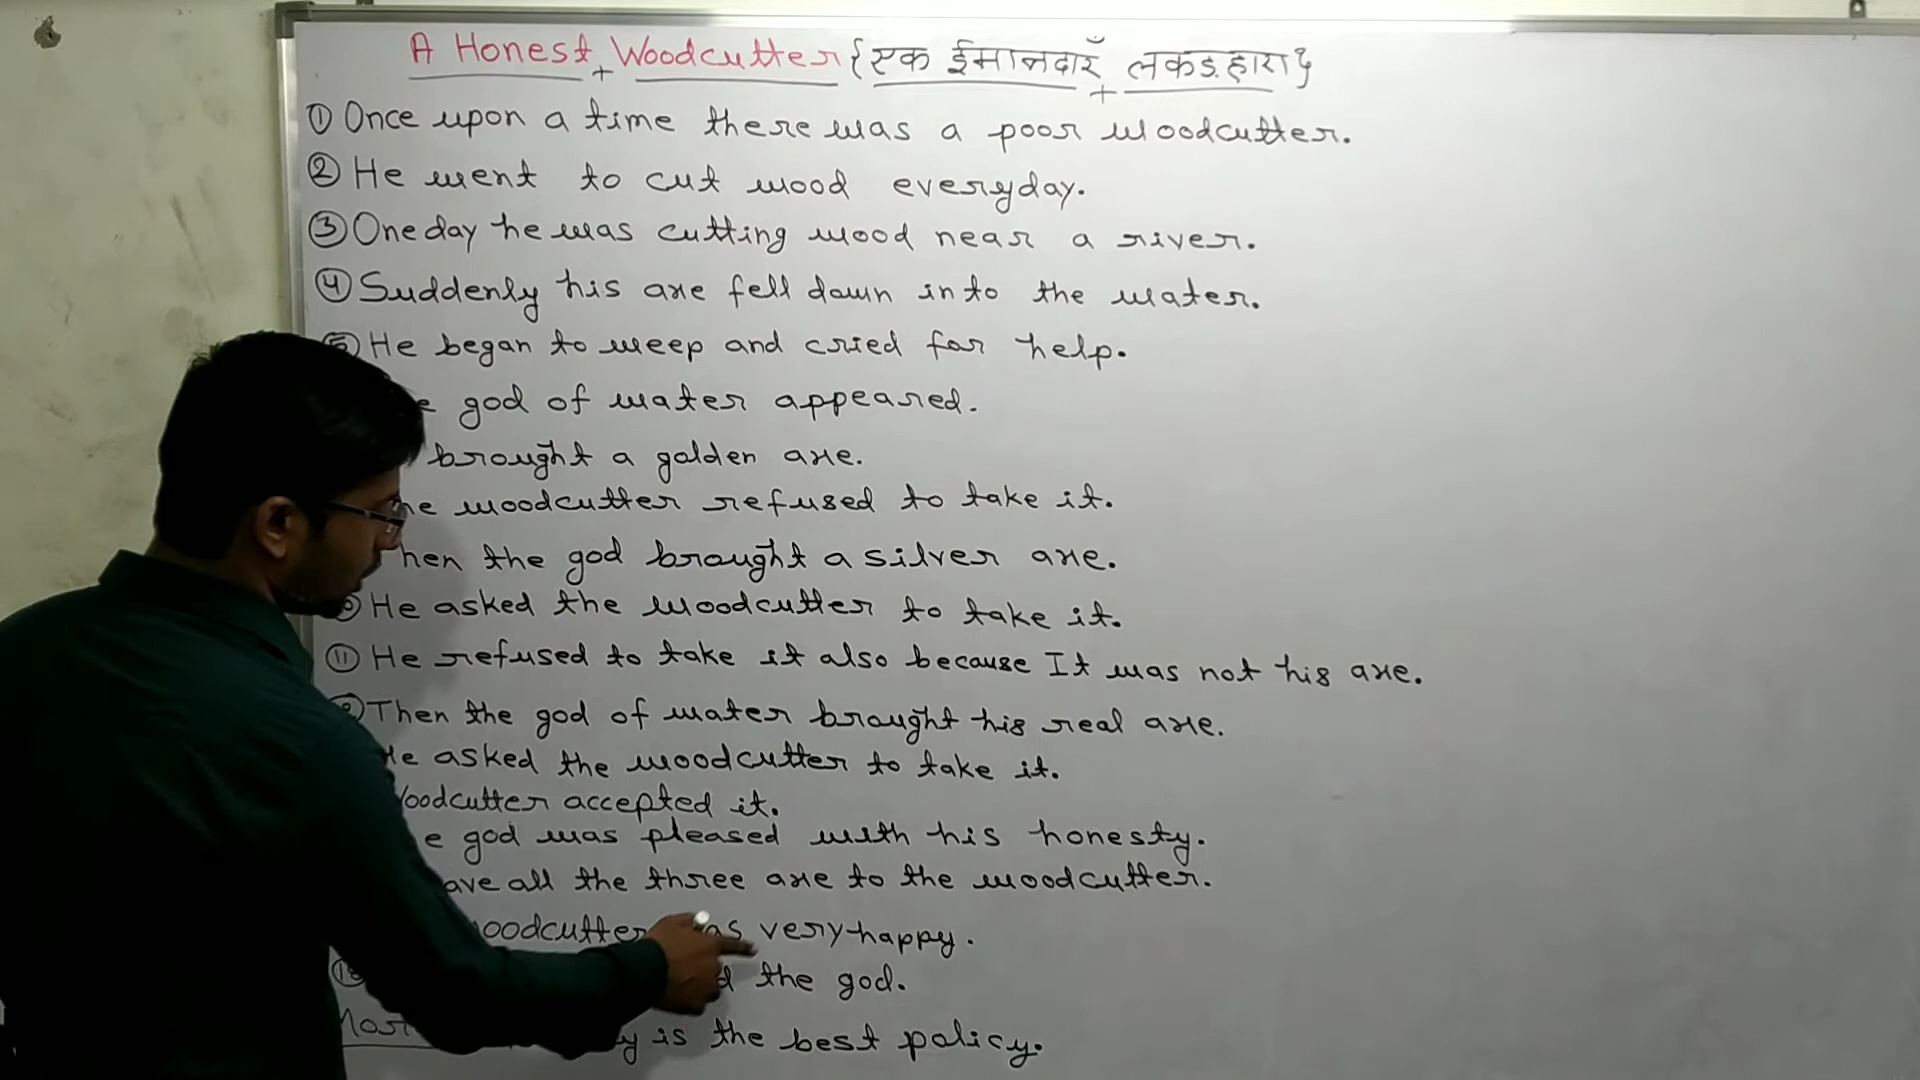 A Honest Woodcutter {एक ईमानदार लकड़हारा}
① Once upon a time there was a poor woodcutter.
② He went to cut wood everyday.
③ One day he was cutting wood near a river.
④ Suddenly his axe fell down into the water.
⑤ He began to weep and cried for help.
god of water appeared.
brought a golden axe.
woodcutter refused to take it.
hen the god brought a silver axe.
He asked the woodcutter to take it.
⑪ He refused to take it also because It was not his axe.
Then the god of water brought his real axe.
He asked the woodcutter to take it.
Woodcutter accepted it.
e god was pleased with his honesty.
ave all the three axe to the woodcutter.
woodcutter was very happy.
⑱ the god.
y is the best policy.